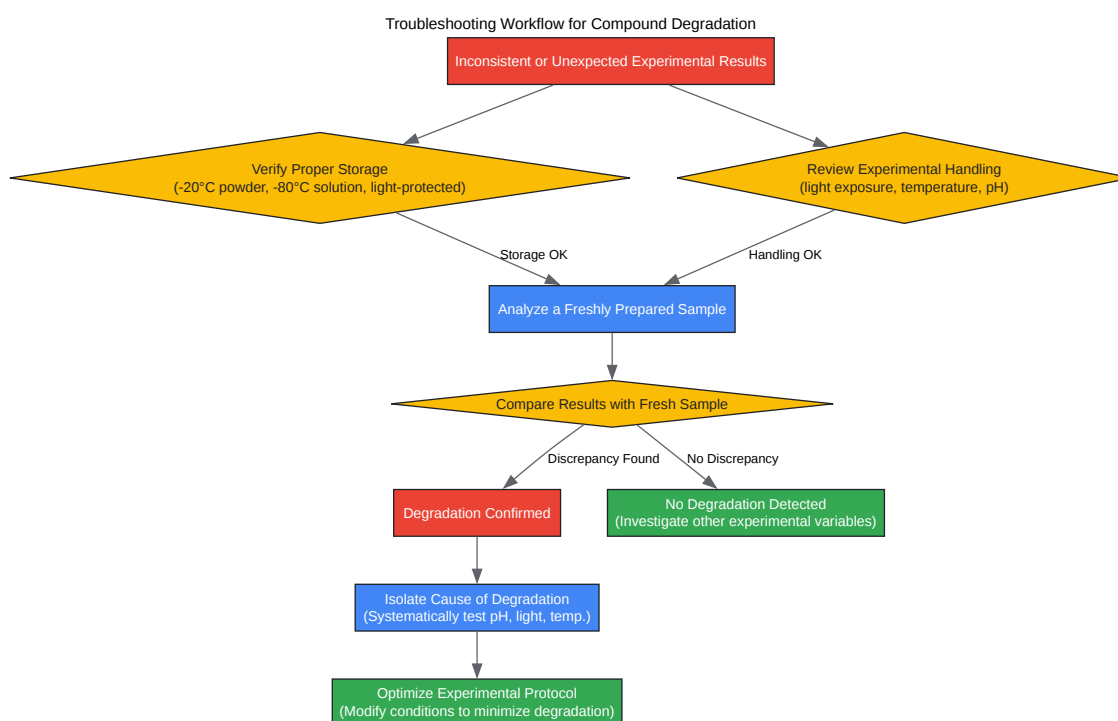 Troubleshooting Workflow for Compound Degradation
Inconsistent or Unexpected Experimental Results
Verify Proper Storage
(-20°C powder, -80°C solution, light-protected)
Review Experimental Handling
(light exposure, temperature, pH)
Storage OK
Handling OK
Analyze a Freshly Prepared Sample
Compare Results with Fresh Sample
Discrepancy Found
No Discrepancy
Degradation Confirmed
No Degradation Detected
(Investigate other experimental variables)
Isolate Cause of Degradation
(Systematically test pH, light, temp.)
Optimize Experimental Protocol
(Modify conditions to minimize degradation)